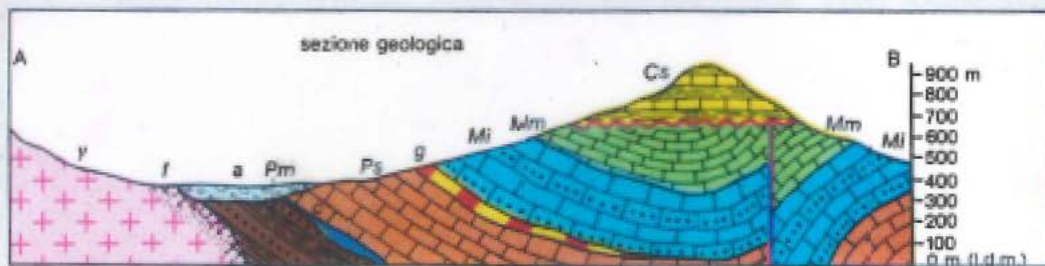 A
sezione geologica
B
Cs
900 m
800
700
600
500
400
300
200
100
0 m. (l.d.m.)
γ
f
a
Pm
Ps
g
Mi
Mm
Mm
Mi